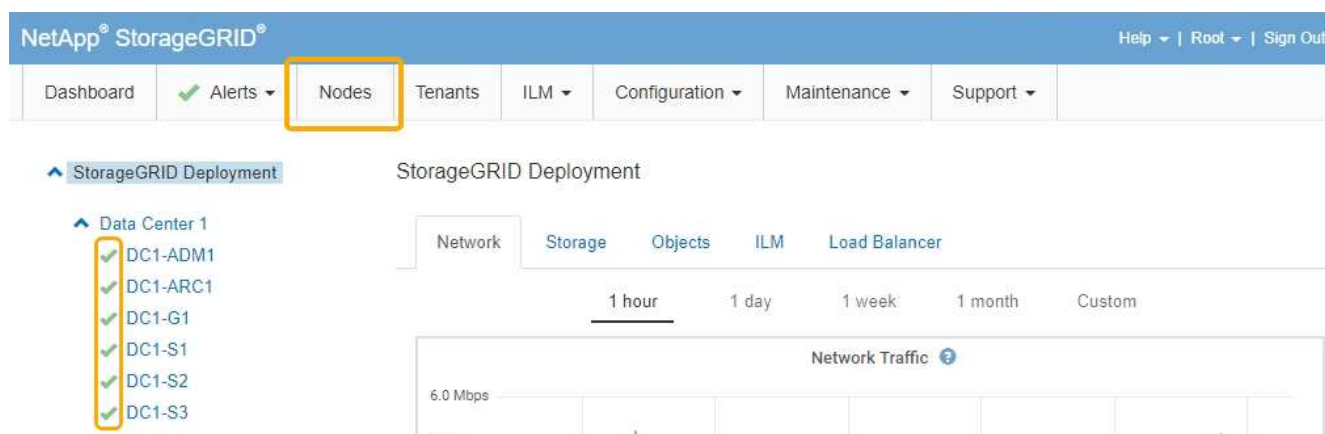 NetApp® StorageGRID®
Help | Root | Sign Out
Dashboard Alerts Nodes Tenants ILM Configuration Maintenance Support
StorageGRID Deployment
StorageGRID Deployment
Data Center 1
Network Storage Objects ILM Load Balancer
DC1-ADM1
DC1-ARC1
1 hour 1 day 1 week 1 month Custom
DC1-G1
DC1-S1
Network Traffic
DC1-S2
6.0 Mbps
DC1-S3